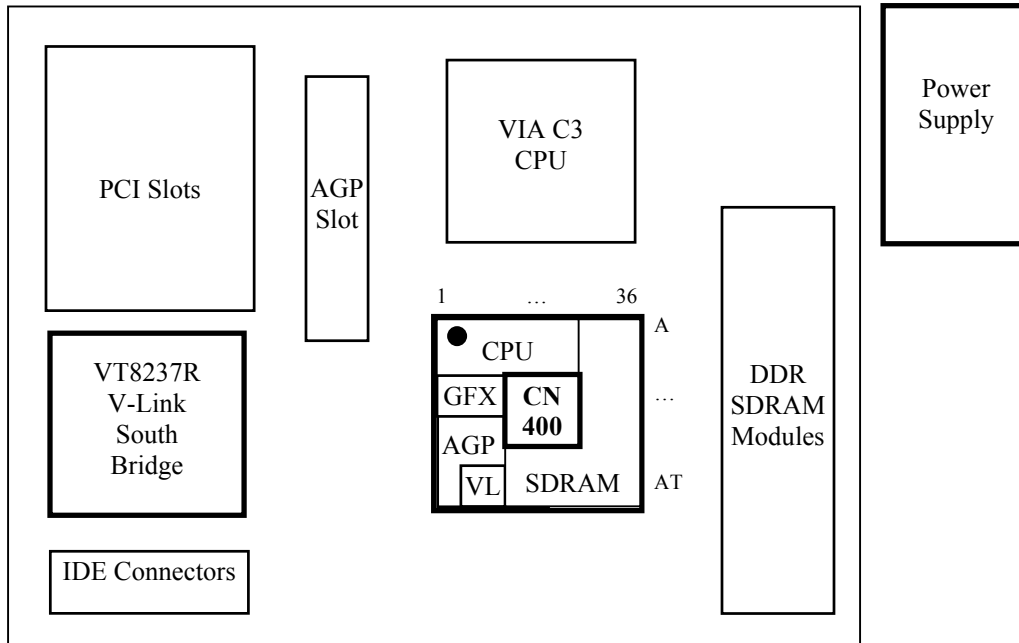 PCI Slots
AGP
Slot
VIA C3
CPU
Power
Supply
1 … 36
A
…
AT
CPU
GFX
CN
400
AGP
VL
SDRAM
VT8237R
V-Link
South
Bridge
DDR
SDRAM
Modules
IDE Connectors